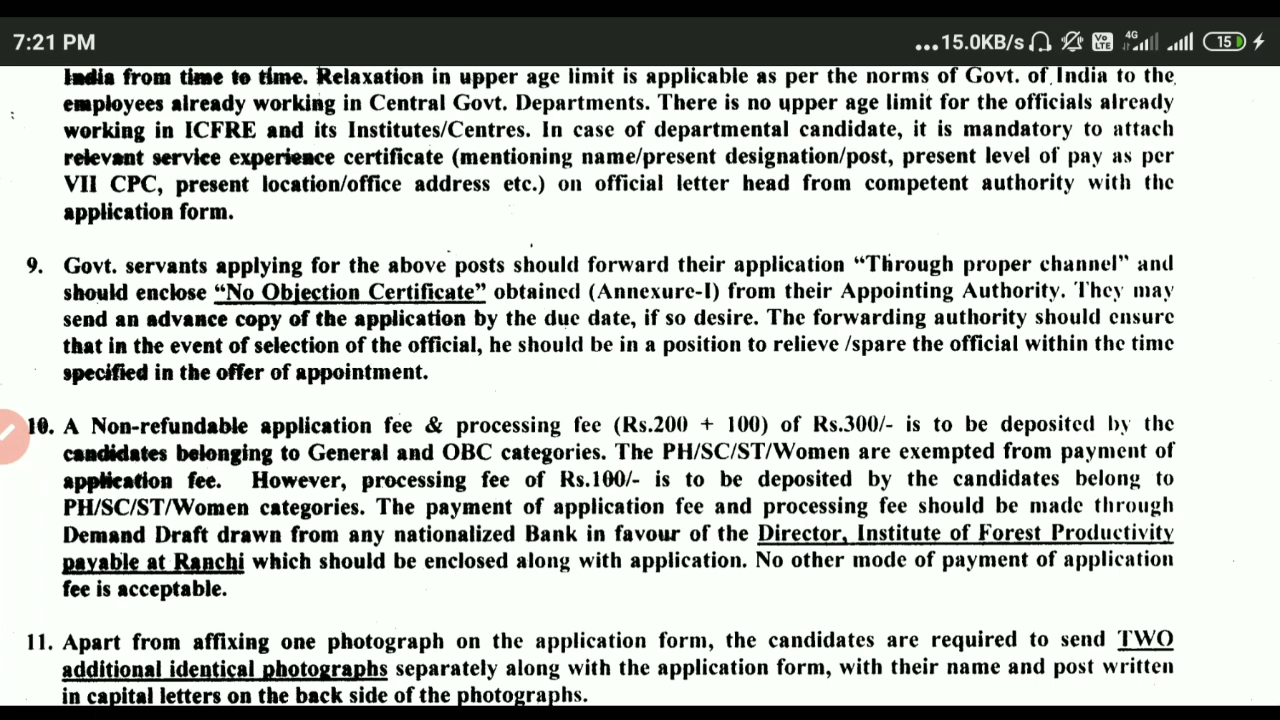 7:21 PM
...15.0KB/s Vo LTE 4G 15
India from time to time. Relaxation in upper age limit is applicable as per the norms of Govt. of India to the
employees already working in Central Govt. Departments. There is no upper age limit for the officials already
working in ICFRE and its Institutes/Centres. In case of departmental candidate, it is mandatory to attach
relevant service experience certificate (mentioning name/present designation/post, present level of pay as per
VII CPC, present location/office address etc.) on official letter head from competent authority with the
application form.
9. Govt. servants applying for the above posts should forward their application “Through proper channel” and
should enclose “No Objection Certificate” obtained (Annexure-I) from their Appointing Authority. They may
send an advance copy of the application by the due date, if so desire. The forwarding authority should ensure
that in the event of selection of the official, he should be in a position to relieve /spare the official within the time
specified in the offer of appointment.
10. A Non-refundable application fee & processing fee (Rs.200 + 100) of Rs.300/- is to be deposited by the
candidates belonging to General and OBC categories. The PH/SC/ST/Women are exempted from payment of
application fee. However, processing fee of Rs.100/- is to be deposited by the candidates belong to
PH/SC/ST/Women categories. The payment of application fee and processing fee should be made through
Demand Draft drawn from any nationalized Bank in favour of the Director, Institute of Forest Productivity
payable at Ranchi which should be enclosed along with application. No other mode of payment of application
fee is acceptable.
11. Apart from affixing one photograph on the application form, the candidates are required to send TWO
additional identical photographs separately along with the application form, with their name and post written
in capital letters on the back side of the photographs.